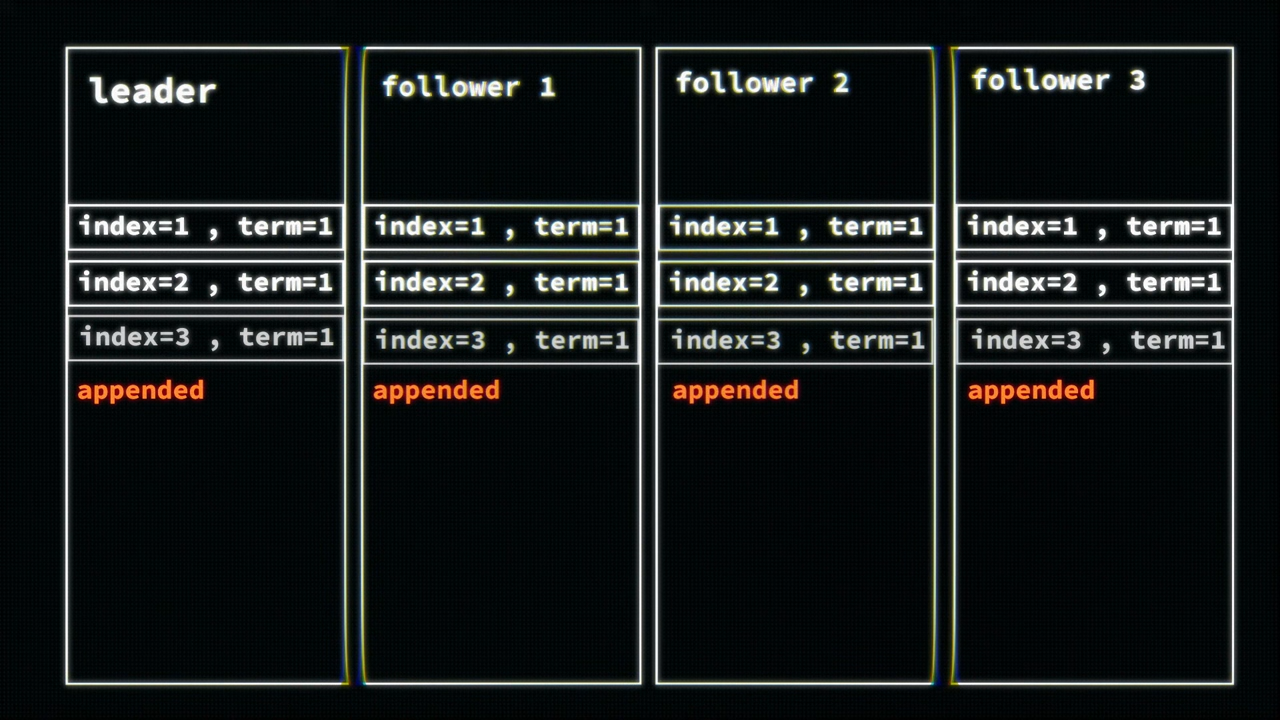 leader
index=1 , term=1
index=2 , term=1
index=3 , term=1
appended
follower 1
index=1 , term=1
index=2 , term=1
index=3 , term=1
appended
follower 2
index=1 , term=1
index=2 , term=1
index=3 , term=1
appended
follower 3
index=1 , term=1
index=2 , term=1
index=3 , term=1
appended